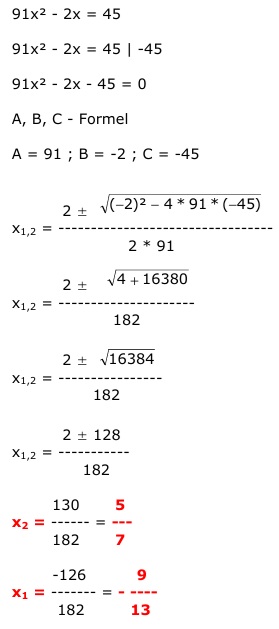 91x² - 2x = 45
91x² - 2x = 45 | -45
91x² - 2x - 45 = 0
A, B, C - Formel
A = 91 ; B = -2 ; C = -45
2 ± √(−2)² − 4 * 91 * (−45)
x1,2 = -----------------------------------
2 * 91
2 ± √4 + 16380
x1,2 = ----------------------
182
2 ± √16384
x1,2 = -----------------
182
2 ± 128
x1,2 = -----------
182
130 5
x2 = ------ = ---
182 7
-126 9
x1 = ------ = - ----
182 13